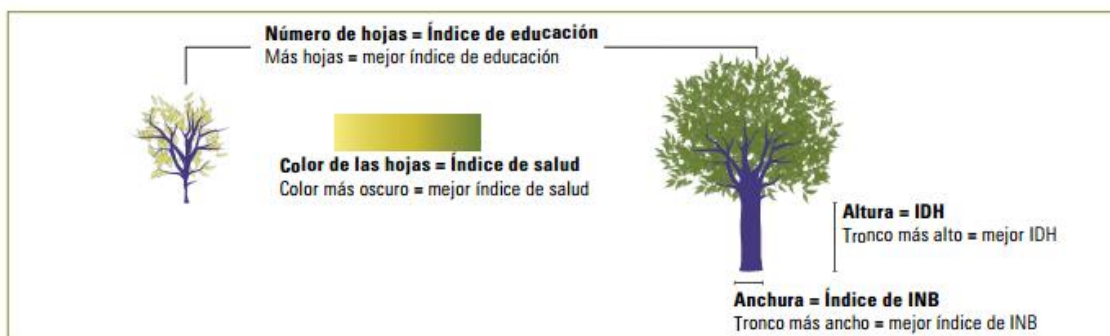 Número de hojas = Índice de educación
Más hojas = mejor índice de educación
Color de las hojas = Índice de salud
Color más oscuro = mejor índice de salud
Altura = IDH
Tronco más alto = mejor IDH
Anchura = Índice de INB
Tronco más ancho = mejor índice de INB